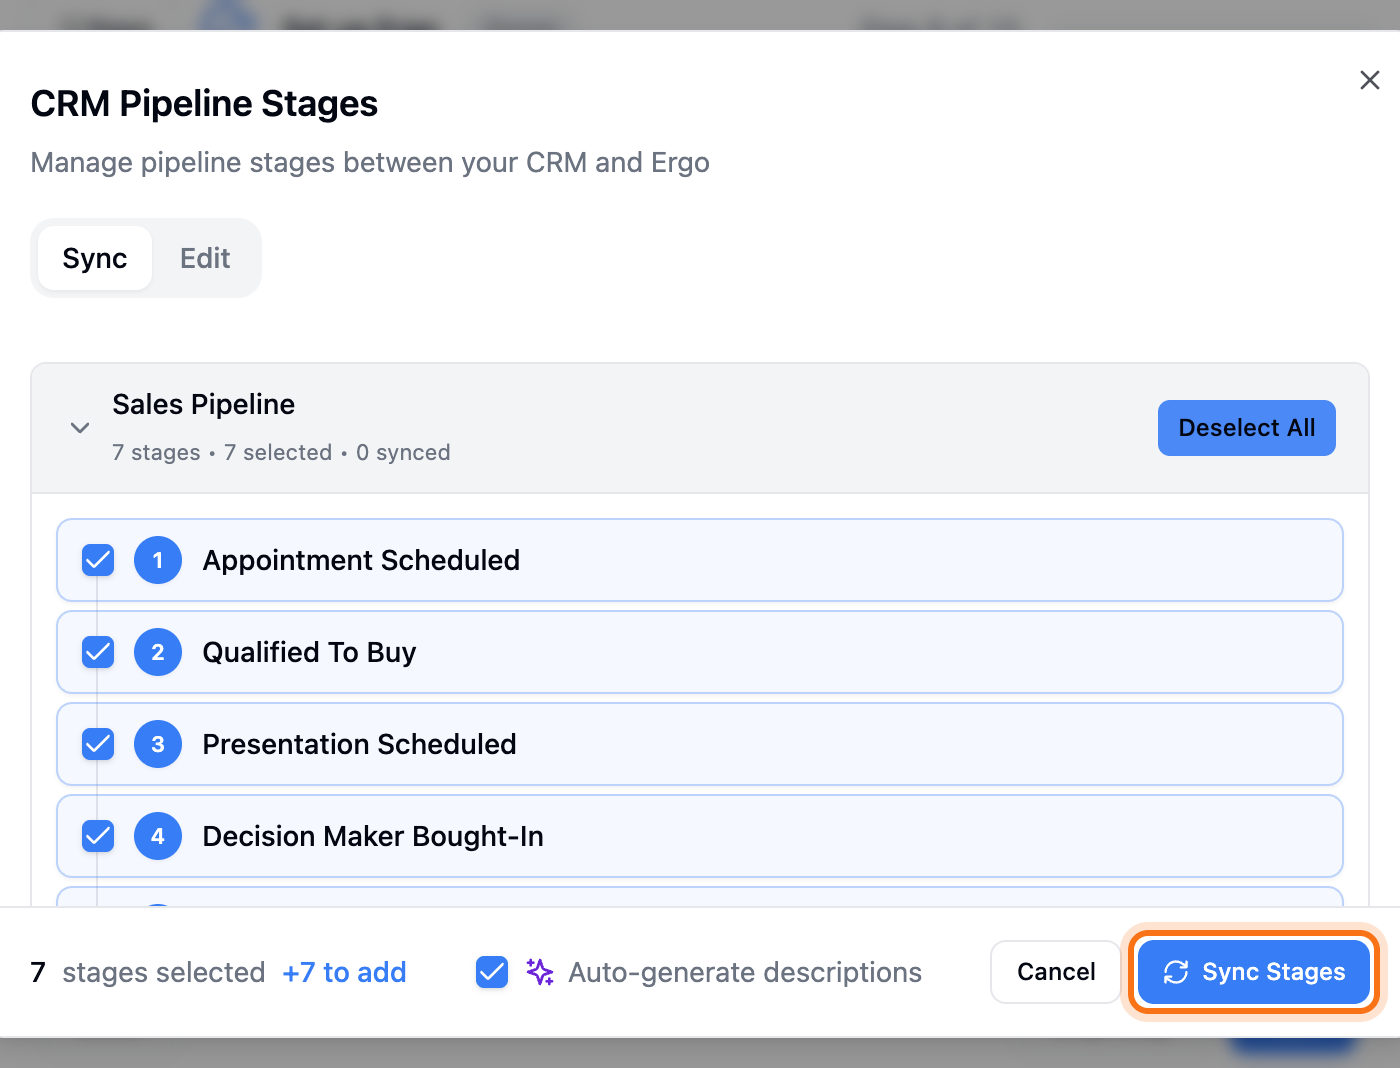 CRM Pipeline Stages
Manage pipeline stages between your CRM and Ergo
Sync Edit
Sales Pipeline
7 stages • 7 selected • 0 synced
Deselect All
1 Appointment Scheduled
2 Qualified To Buy
3 Presentation Scheduled
4 Decision Maker Bought-In
7 stages selected +7 to add
Auto-generate descriptions
Cancel
Sync Stages